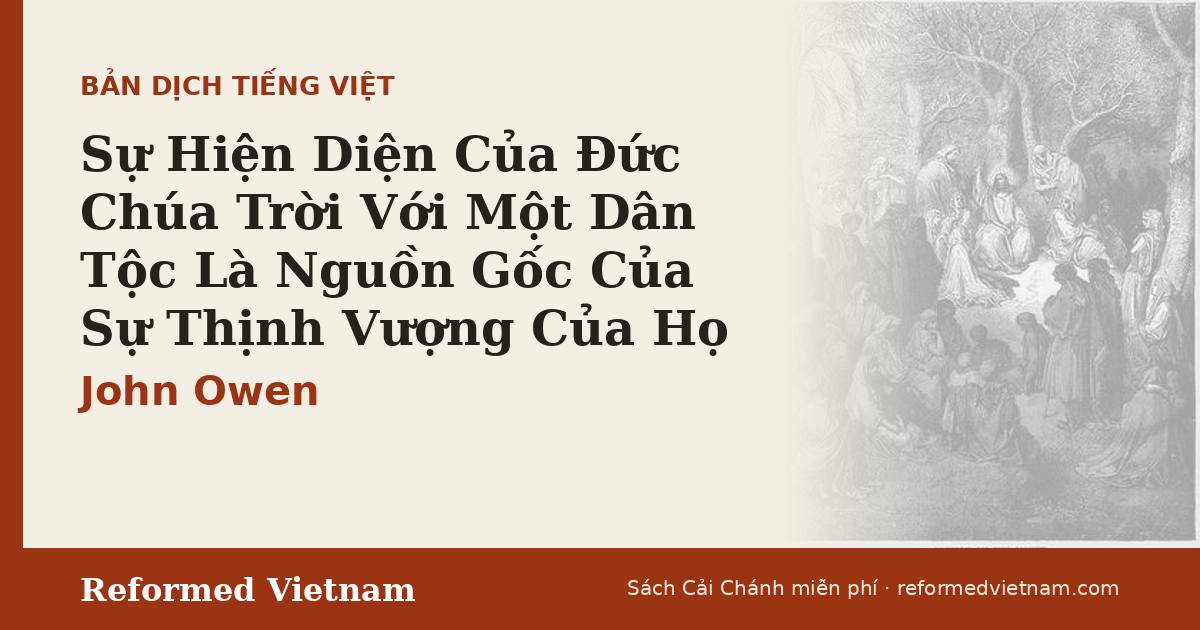 BẢN DỊCH TIẾNG VIỆT
Sự Hiện Diện Của Đức
Chúa Trời Với Một Dân
Tộc Là Nguồn Gốc Của
Sự Thịnh Vượng Của Họ
John Owen
Reformed Vietnam
Sách Cải Chánh miễn phí · reformedvietnam.com